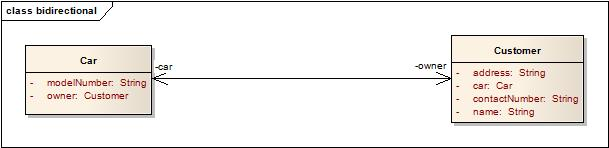 class bidirectional
Car
- modelNumber: String
- owner: Customer
-car
-owner
Customer
- address: String
- car: Car
- contactNumber: String
- name: String